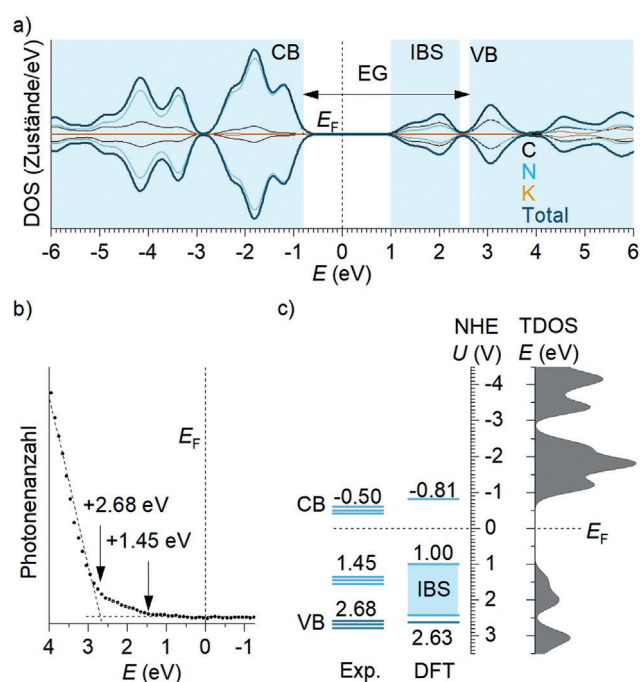 a)
CB
IBS
VB
EG
E_F
DOS (Zustände/eV)
C
N
K
Total
-6 -5 -4 -3 -2 -1 0 1 2 3 4 5 6
E (eV)
b)
Photonenanzahl
E_F
+2.68 eV
+1.45 eV
4 3 2 1 0 -1
E (eV)
c)
NHE TDOS
U (V) E (eV)
-4
-3
-2
-1
0
1
2
3
CB -0.50 -0.81
E_F
1.45 1.00
IBS
VB 2.68 2.63
Exp. DFT